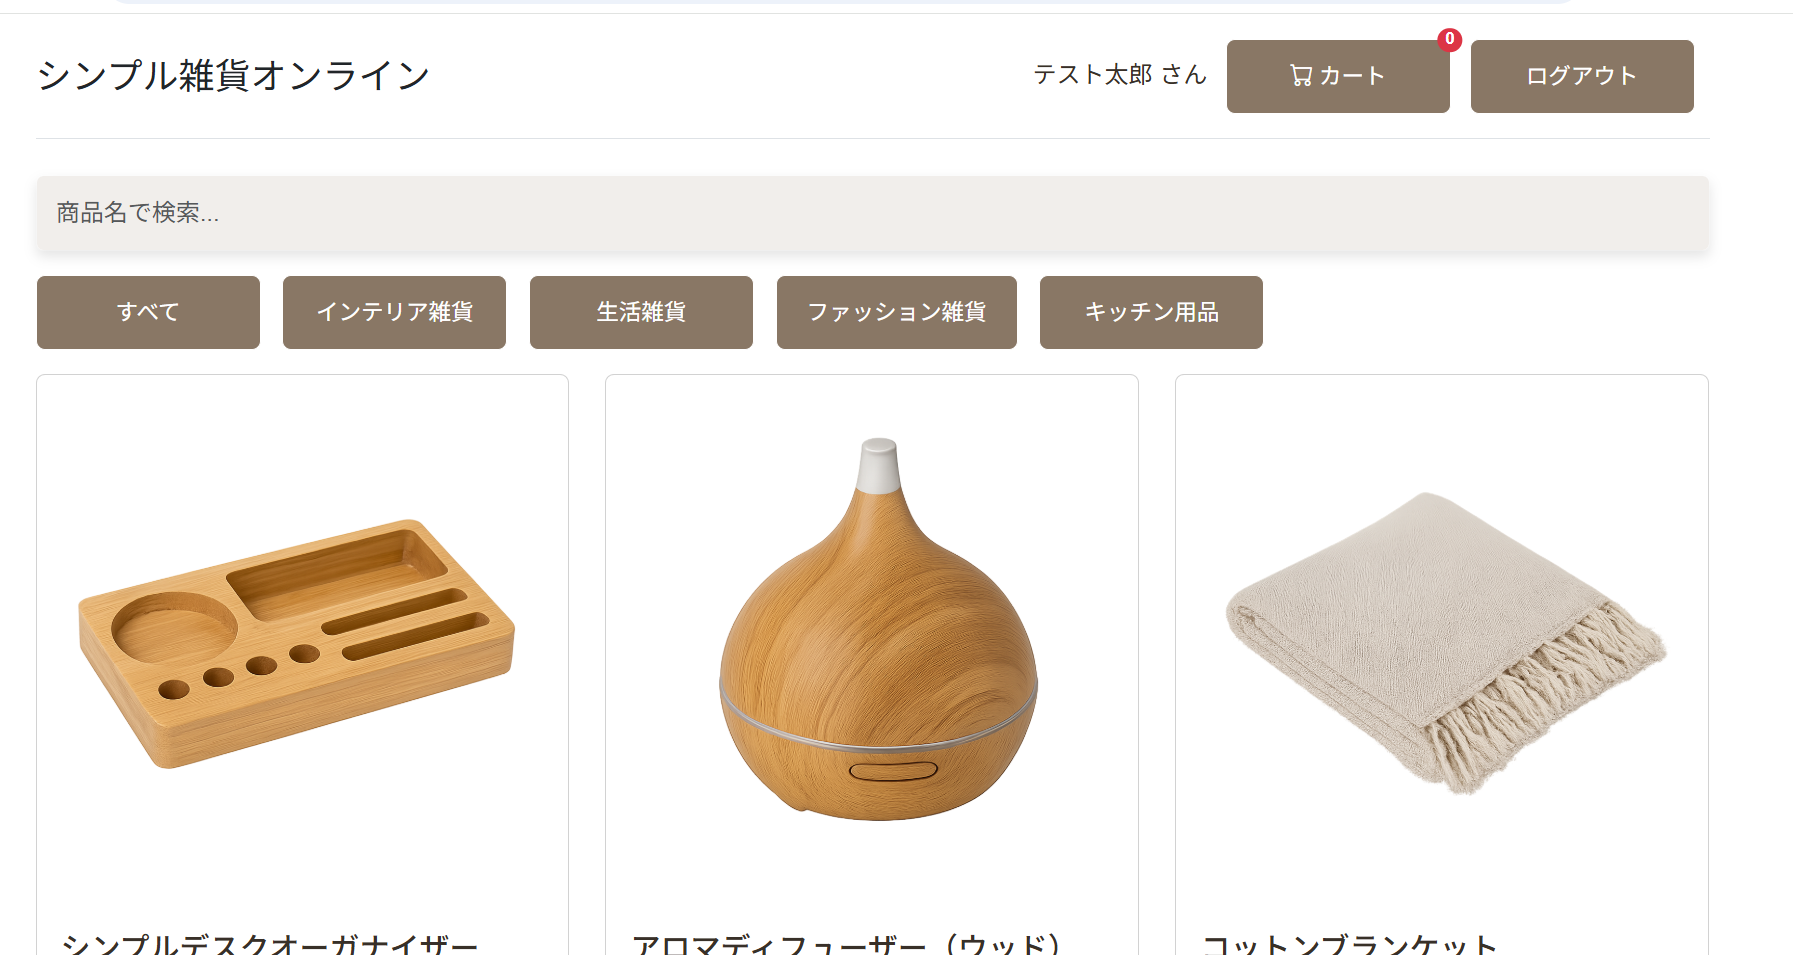 シンプル雑貨オンライン
テスト太郎 さん
0
カート
ログアウト
商品名で検索...
すべて
インテリア雑貨
生活雑貨
ファッション雑貨
キッチン用品
シンプルデスクオーガナイザー
アロマディフューザー（ウッド）
コットンブランケット